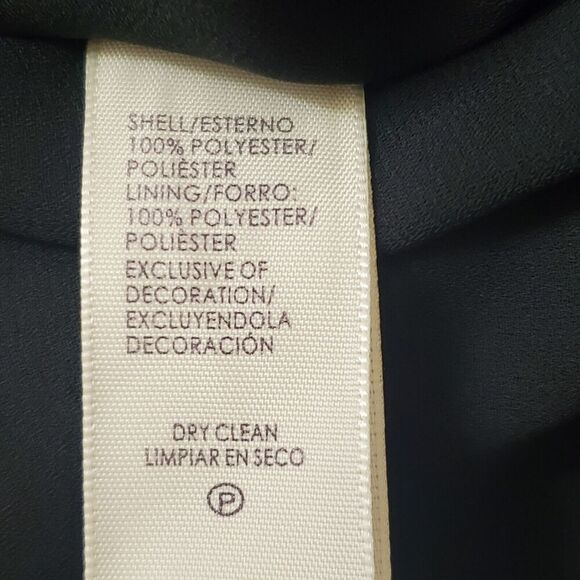 SHELL/ESTERNO
100% POLYESTER/
POLIÈSTER
LINING/FORRO:
100% POLYESTER/
POLIÈSTER
EXCLUSIVE OF
DECORATION/
EXCLUYENDOLA
DECORACIÓN
DRY CLEAN
LIMPIAR EN SECO
P